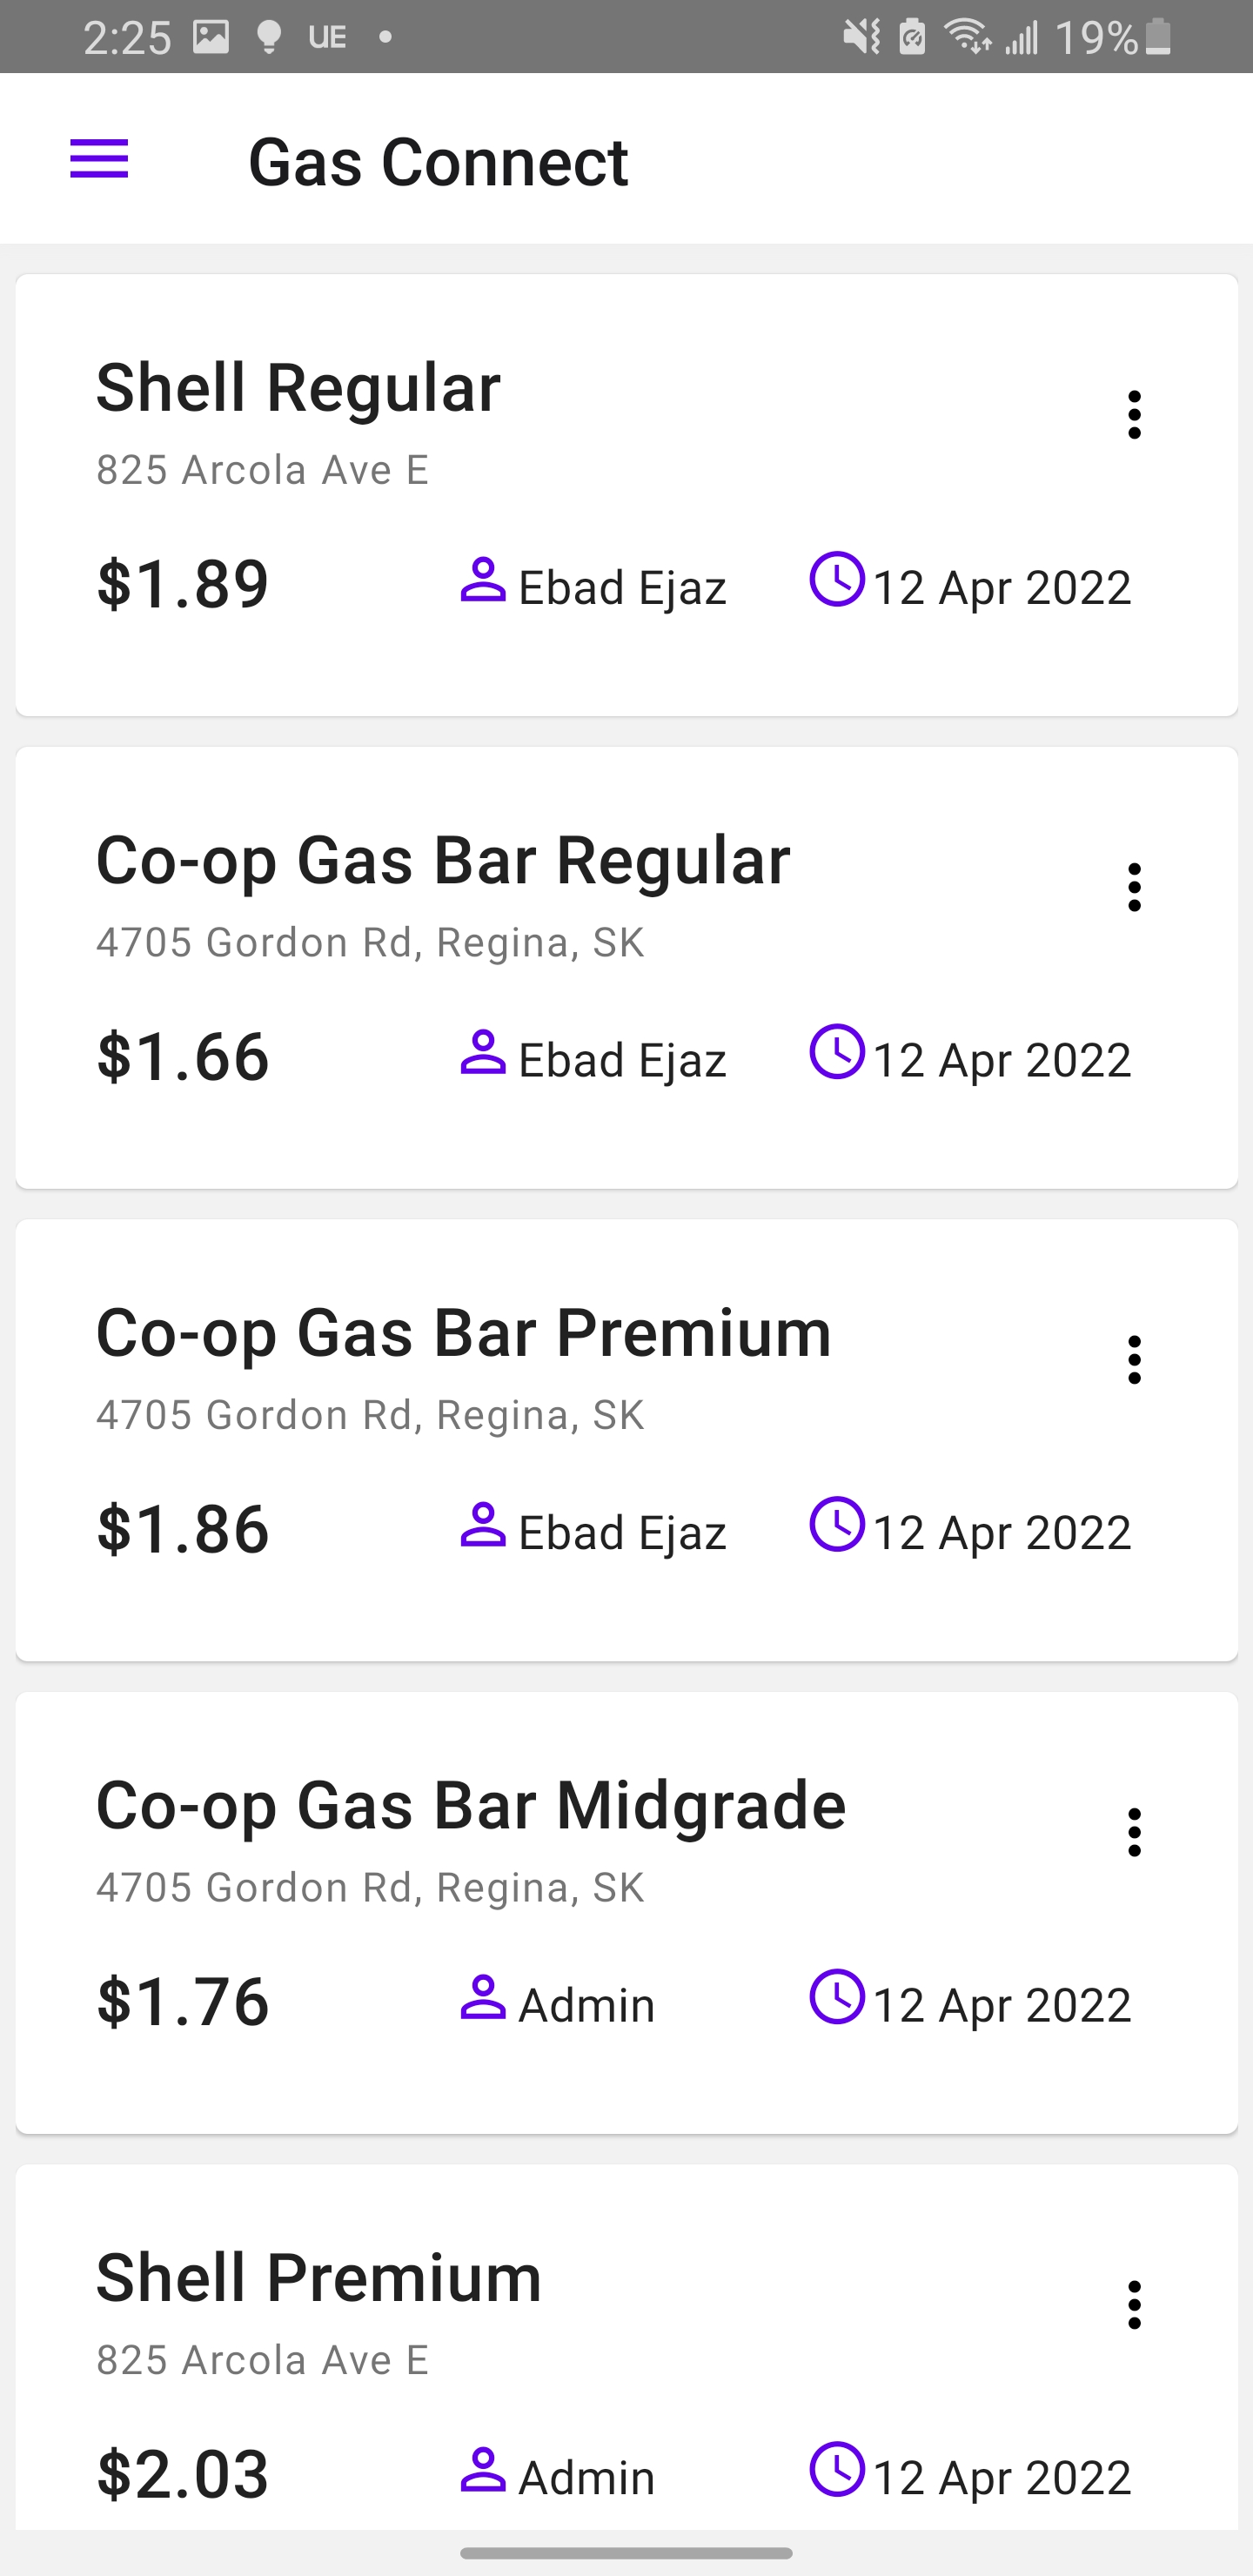 2:25 UE 19%
Gas Connect
Shell Regular
825 Arcola Ave E
$1.89 Ebad Ejaz 12 Apr 2022
Co-op Gas Bar Regular
4705 Gordon Rd, Regina, SK
$1.66 Ebad Ejaz 12 Apr 2022
Co-op Gas Bar Premium
4705 Gordon Rd, Regina, SK
$1.86 Ebad Ejaz 12 Apr 2022
Co-op Gas Bar Midgrade
4705 Gordon Rd, Regina, SK
$1.76 Admin 12 Apr 2022
Shell Premium
825 Arcola Ave E
$2.03 Admin 12 Apr 2022